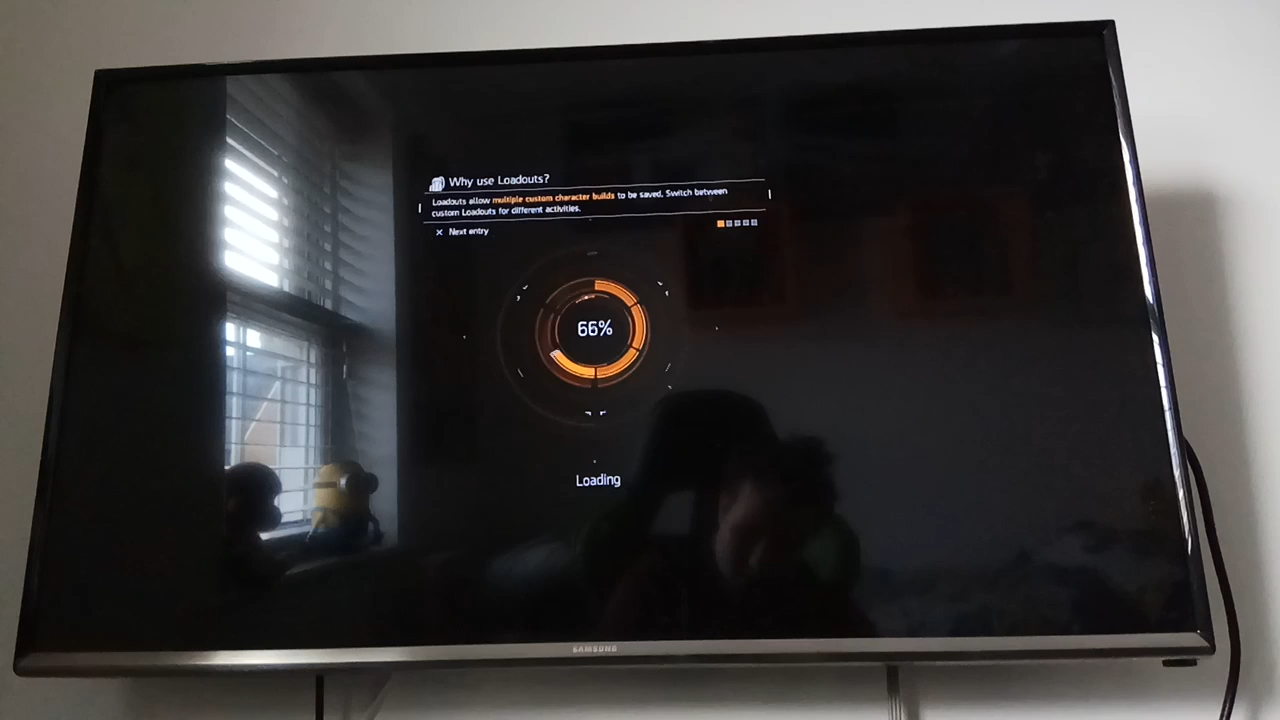 Why use Loadouts?
Loadouts allow multiple custom character builds to be saved. Switch between
custom Loadouts for different activities.
Next entry
66%
Loading
SAMSUNG